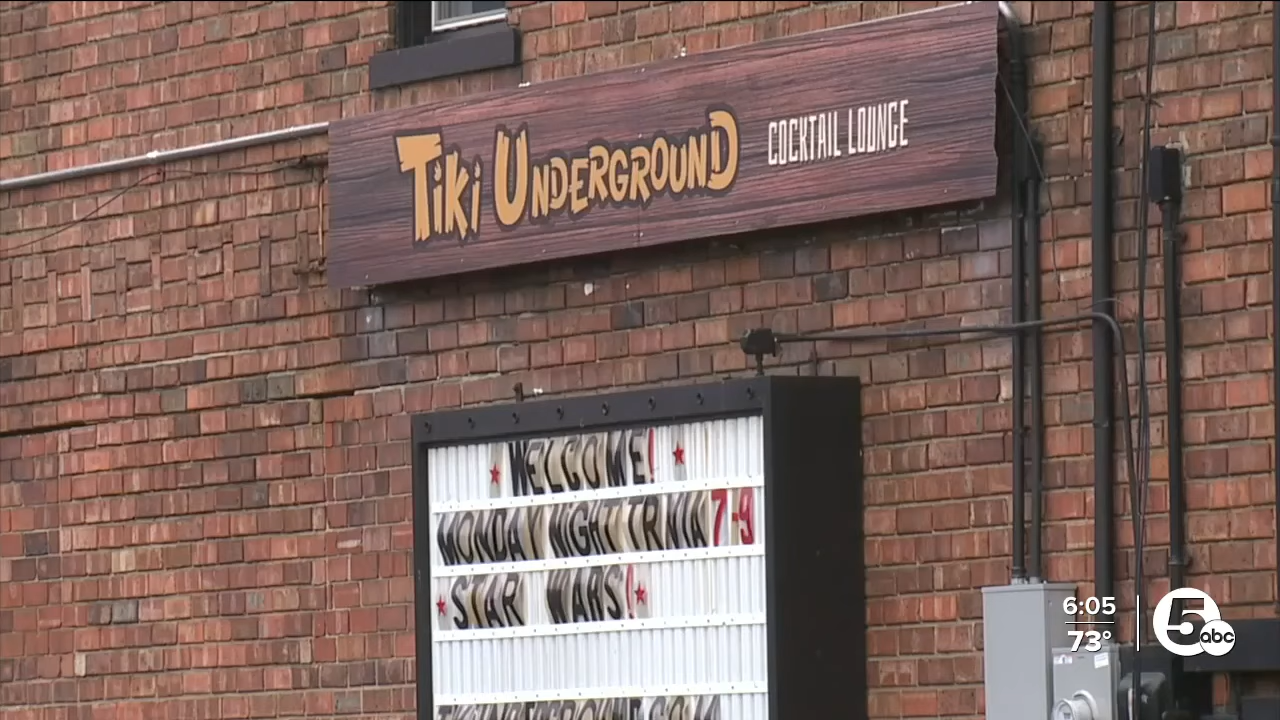 TIKI UNDERGROUND COCKTAIL LOUNGE
WELCOME!
MONDAY NIGHT TRIVIA 7-9
STAR WARS!
6:05
73°
5 abc